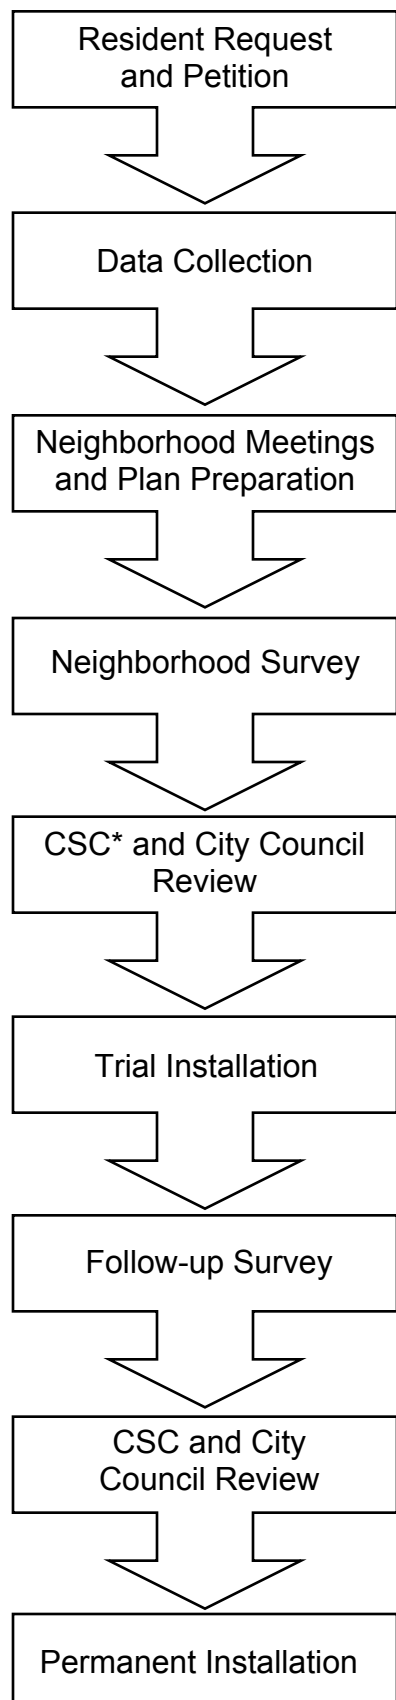 Resident Request
and Petition
Data Collection
Neighborhood Meetings
and Plan Preparation
Neighborhood Survey
CSC* and City Council
Review
Trial Installation
Follow-up Survey
CSC and City
Council Review
Permanent Installation